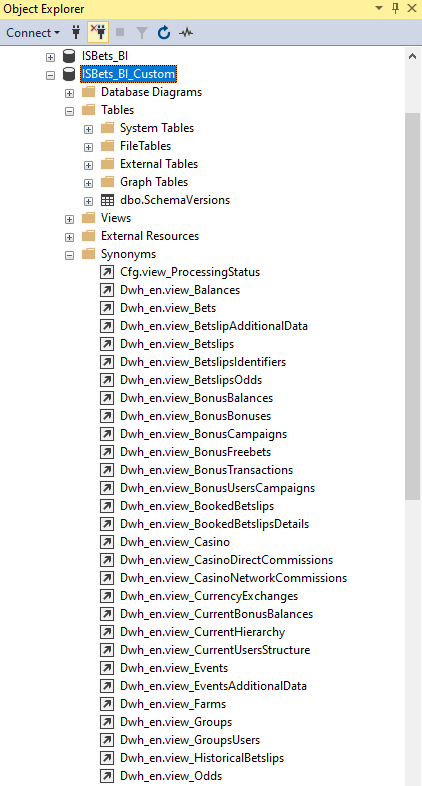 Object Explorer
Connect
ISBets_BI
ISBets_BI_Custom
Database Diagrams
Tables
System Tables
FileTables
External Tables
Graph Tables
dbo.SchemaVersions
Views
External Resources
Synonyms
Cfg.view_ProcessingStatus
Dwh_en.view_Balances
Dwh_en.view_Bets
Dwh_en.view_BetslipAdditionalData
Dwh_en.view_Betslips
Dwh_en.view_BetslipsIdentifiers
Dwh_en.view_BetslipsOdds
Dwh_en.view_BonusBalances
Dwh_en.view_BonusBonuses
Dwh_en.view_BonusCampaigns
Dwh_en.view_BonusFreebets
Dwh_en.view_BonusTransactions
Dwh_en.view_BonusUsersCampaigns
Dwh_en.view_BookedBetslips
Dwh_en.view_BookedBetslipsDetails
Dwh_en.view_Casino
Dwh_en.view_CasinoDirectCommissions
Dwh_en.view_CasinoNetworkCommissions
Dwh_en.view_CurrencyExchanges
Dwh_en.view_CurrentBonusBalances
Dwh_en.view_CurrentHierarchy
Dwh_en.view_CurrentUsersStructure
Dwh_en.view_Events
Dwh_en.view_EventsAdditionalData
Dwh_en.view_Farms
Dwh_en.view_Groups
Dwh_en.view_GroupsUsers
Dwh_en.view_HistoricalBetslips
Dwh_en.view_Odds